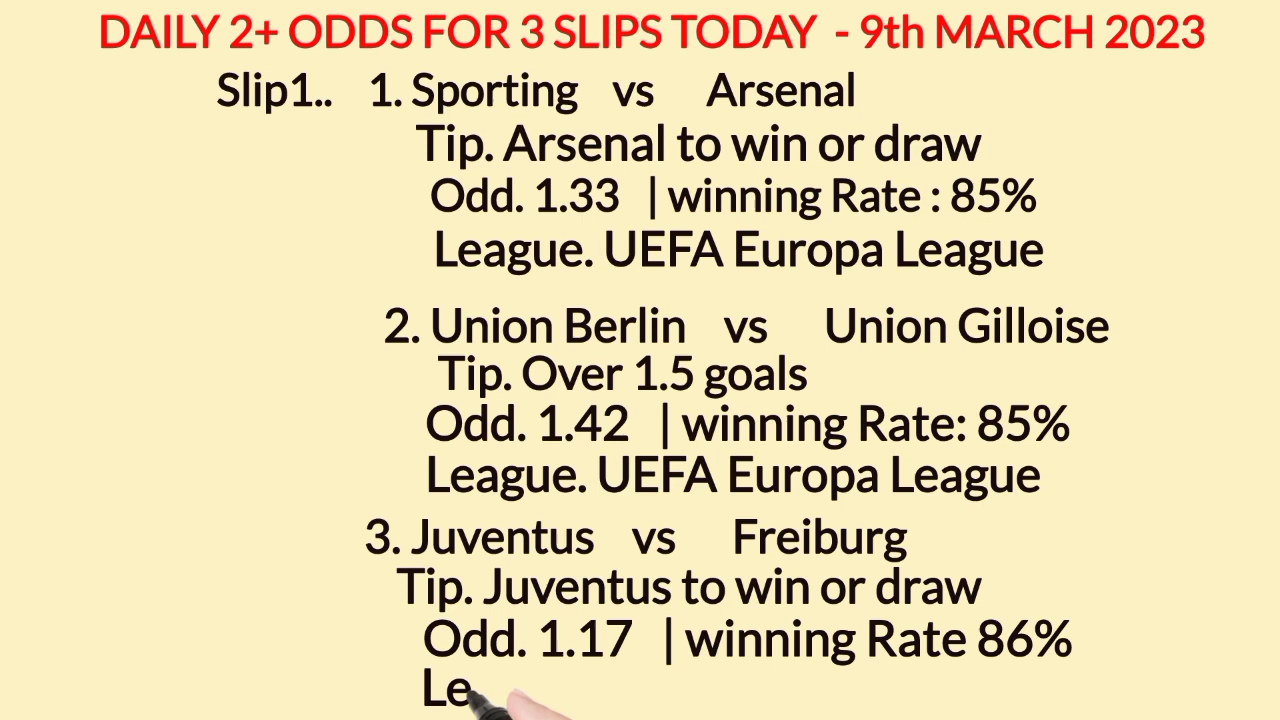 DAILY 2+ ODDS FOR 3 SLIPS TODAY - 9th MARCH 2023
Slip1.. 1. Sporting vs Arsenal
Tip. Arsenal to win or draw
Odd. 1.33 | winning Rate : 85%
League. UEFA Europa League
2. Union Berlin vs Union Gilloise
Tip. Over 1.5 goals
Odd. 1.42 | winning Rate: 85%
League. UEFA Europa League
3. Juventus vs Freiburg
Tip. Juventus to win or draw
Odd. 1.17 | winning Rate 86%
Le